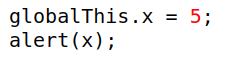 globalThis.x = 5;
alert(x);